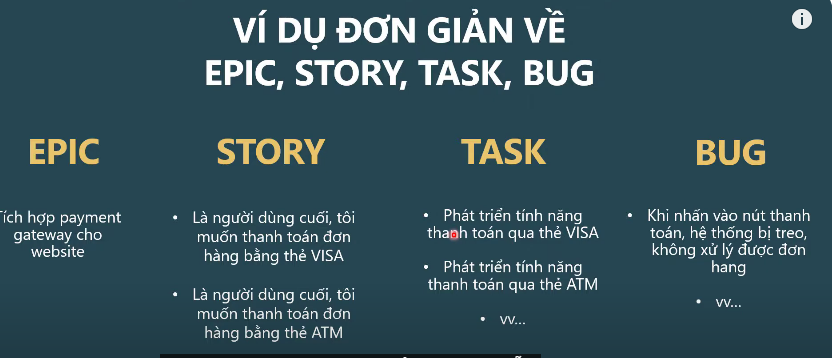 VÍ DỤ ĐƠN GIẢN VỀ
EPIC, STORY, TASK, BUG
EPIC
Tích hợp payment
gateway cho
website
STORY
• Là người dùng cuối, tôi
muốn thanh toán đơn
hàng bằng thẻ VISA
• Là người dùng cuối, tôi
muốn thanh toán đơn
hàng bằng thẻ ATM
TASK
• Phát triển tính năng
thanh toán qua thẻ VISA
• Phát triển tính năng
thanh toán qua thẻ ATM
• vv...
BUG
• Khi nhấn vào nút thanh
toán, hệ thống bị treo,
không xử lý được đơn
hang
• vv...